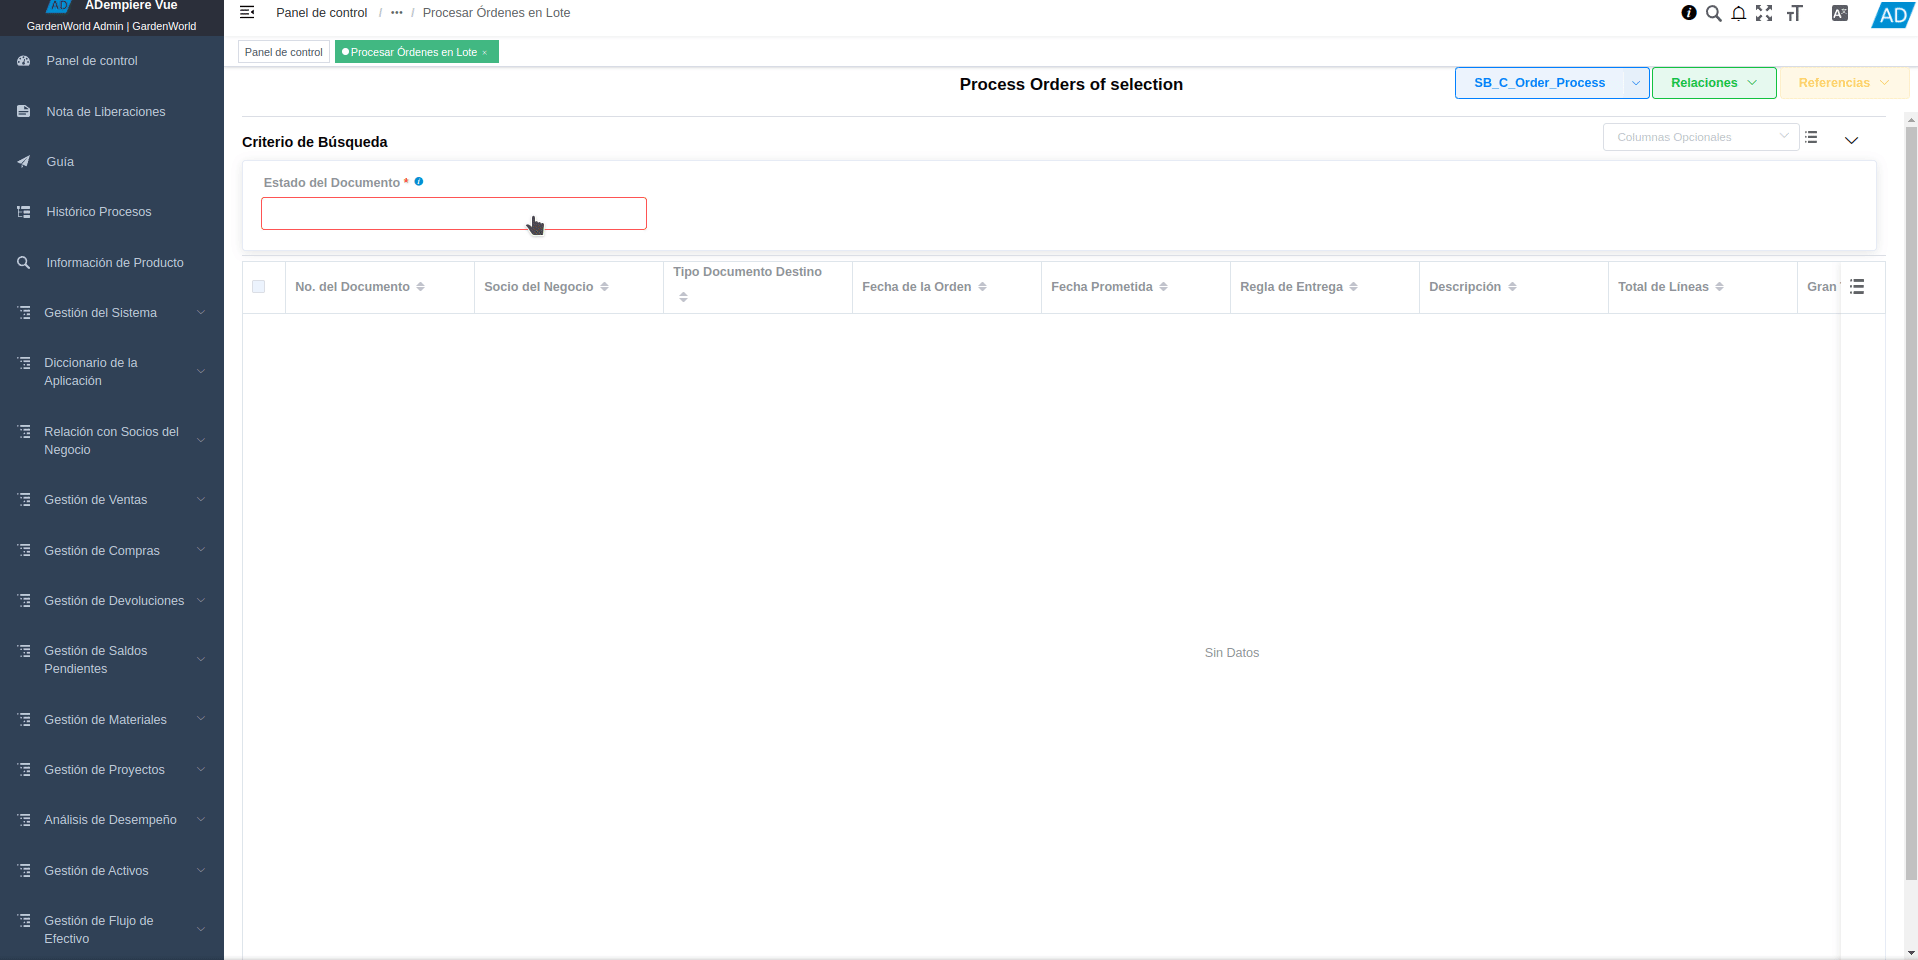 AD ADempiere Vue
GardenWorld Admin | GardenWorld
Panel de control
Nota de Liberaciones
Guía
Histórico Procesos
Información de Producto
Gestión del Sistema
Diccionario de la
Aplicación
Relación con Socios del
Negocio
Gestión de Ventas
Gestión de Compras
Gestión de Devoluciones
Gestión de Saldos
Pendientes
Gestión de Materiales
Gestión de Proyectos
Análisis de Desempeño
Gestión de Activos
Gestión de Flujo de
Efectivo
Panel de control / ••• / Procesar Órdenes en Lote
AD
Panel de control
Procesar Órdenes en Lote ×
Process Orders of selection
SB_C_Order_Process
Relaciones
Referencias
Criterio de Búsqueda
Columnas Opcionales
Estado del Documento *
No. del Documento
Socio del Negocio
Tipo Documento Destino
Fecha de la Orden
Fecha Prometida
Regla de Entrega
Descripción
Total de Líneas
Gran
Sin Datos